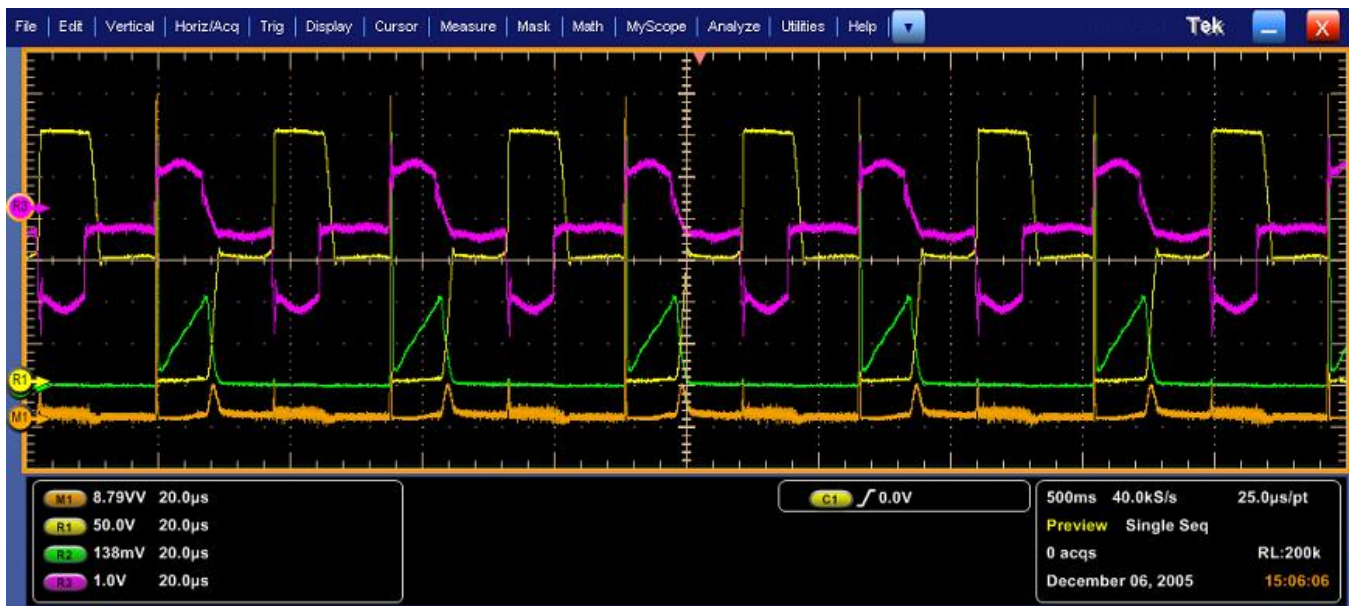 File | Edit | Vertical | Horiz/Acq | Trig | Display | Cursor | Measure | Mask | Math | MyScope | Analyze | Utilities | Help | Tek X
R3
R1
M1
M1 8.79VV 20.0µs
R1 50.0V 20.0µs
R2 138mV 20.0µs
R3 1.0V 20.0µs
C1 0.0V
500ms 40.0kS/s 25.0µs/pt
Preview Single Seq
0 acqs RL:200k
December 06, 2005 15:06:06